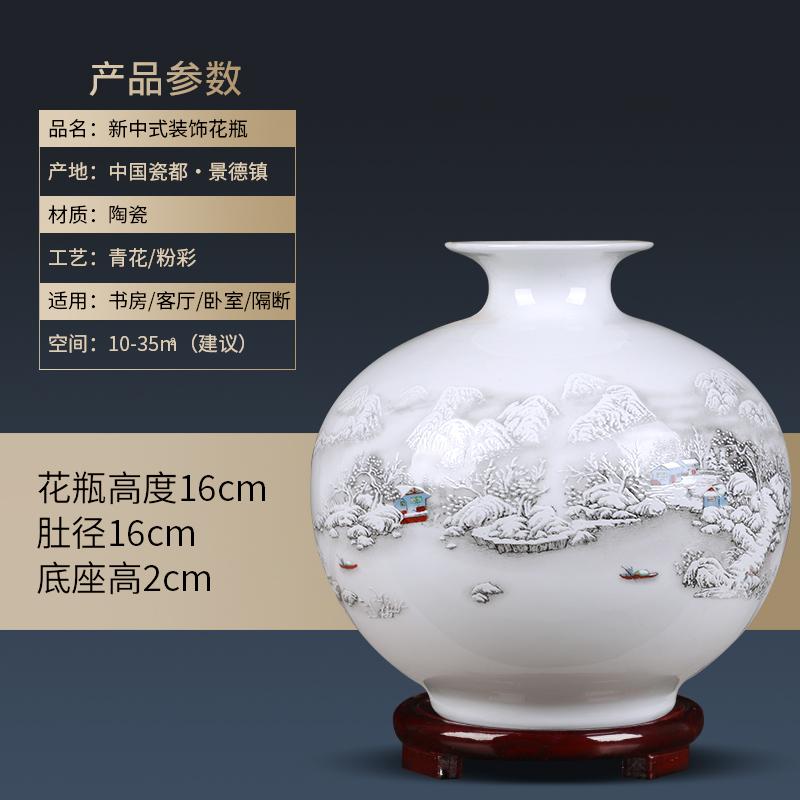 产品参数
品名：新中式装饰花瓶
产地：中国瓷都·景德镇
材质：陶瓷
工艺：青花/粉彩
适用：书房/客厅/卧室/隔断
空间：10-35㎡（建议）
花瓶高度16cm
肚径16cm
底座高2cm